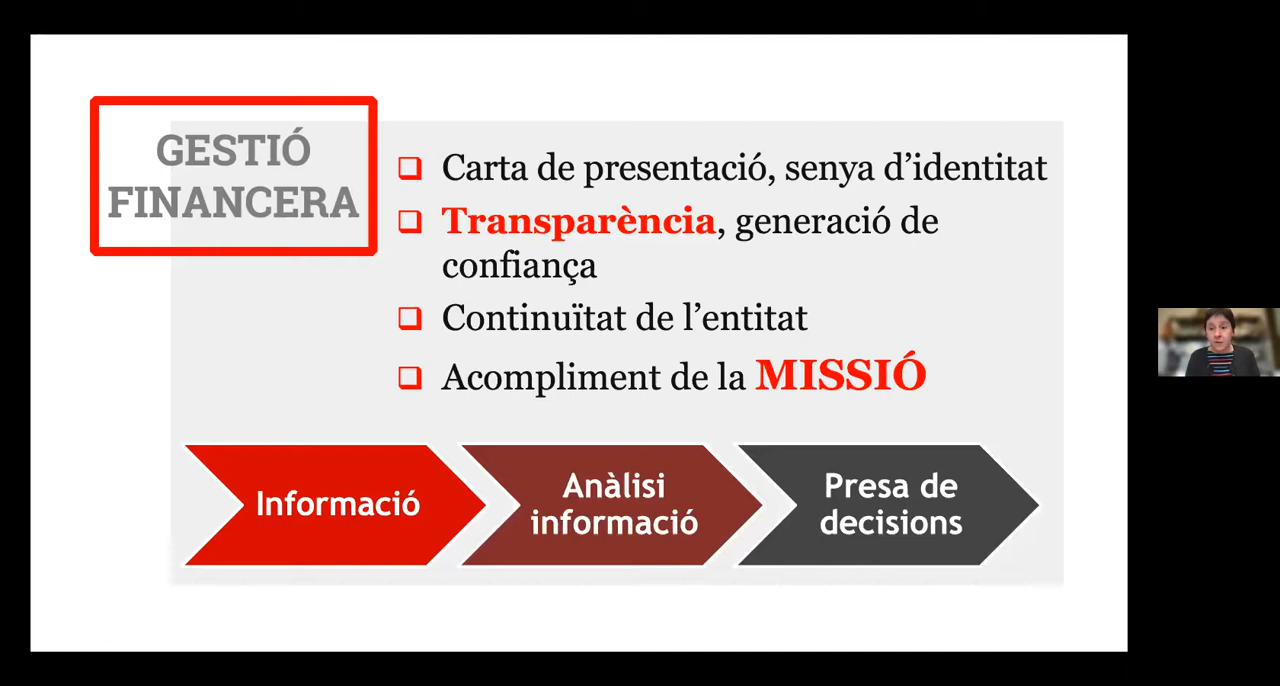 GESTIÓ
FINANCERA
Carta de presentació, senya d’identitat
Transparència, generació de
confiança
Continuïtat de l’entitat
Acompliment de la MISSIÓ
Informació
Anàlisi
informació
Presa de
decisions